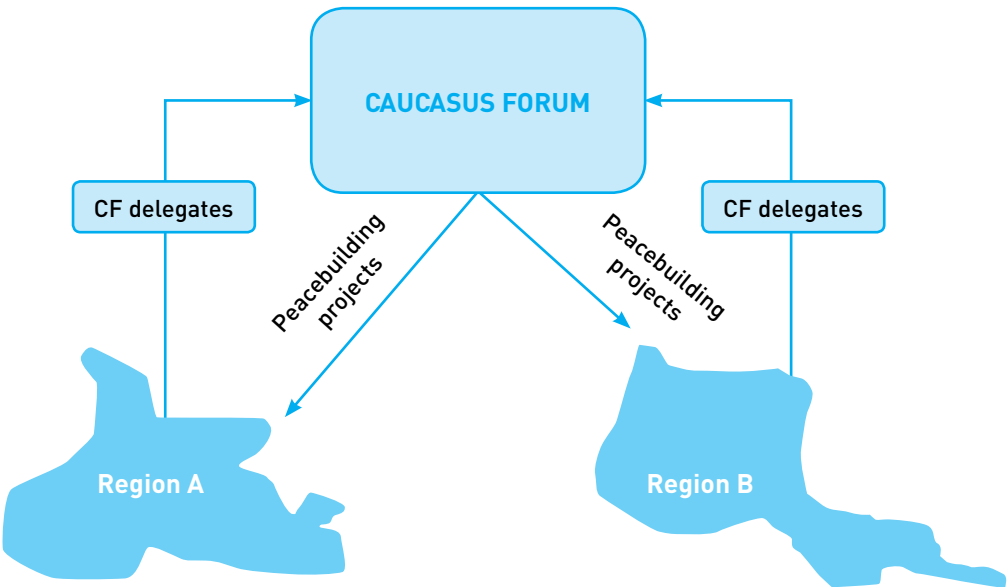 CAUCASUS FORUM
CF delegates
CF delegates
Peacebuilding
projects
Peacebuilding
projects
Region A
Region B